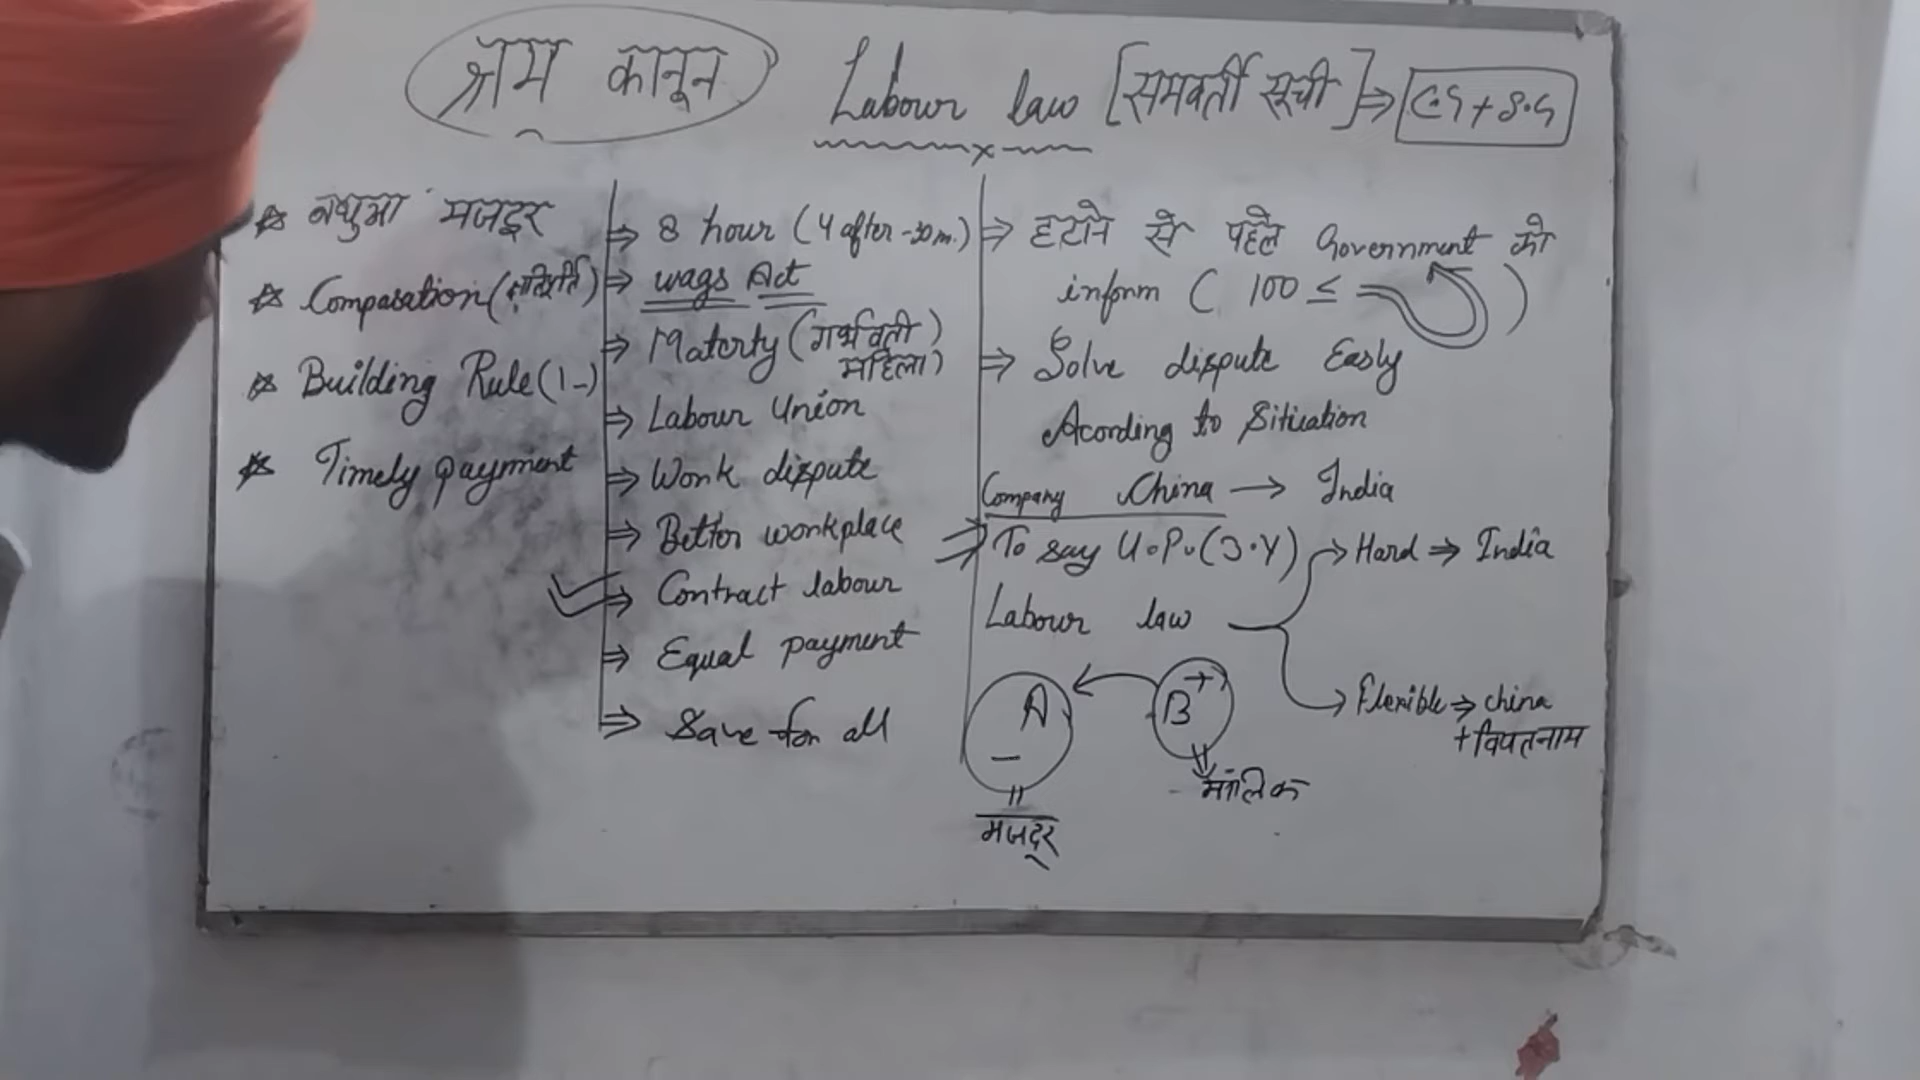 श्रम कानून Labour law [समवर्ती सूची] ⇒ C.G + S.G
☆ बधुआ मजदूर
☆ Compasation (क्षतिपूर्ति)
☆ Building Rule (1-)
☆ Timely payment
⇒ 8 hour (4 after -30m.)
⇒ wags Act
⇒ Materty (गर्भवती
महिला)
⇒ Labour Union
⇒ Work dispute
⇒ Better workplace
⇒ Contract labour
⇒ Equal payment
⇒ Save for all
⇒ हटाने से पहले Government को
inform ( 100 ≤ )
⇒ Solve dispute Easly
Acording to Sitiuation
Company China → India
⇒ To say U.P. (3.Y)
Labour law
→ Hard ⇒ India
→ Flexible ⇒ china
+ वियतनाम
A -
मजदूर
B +
मालिक